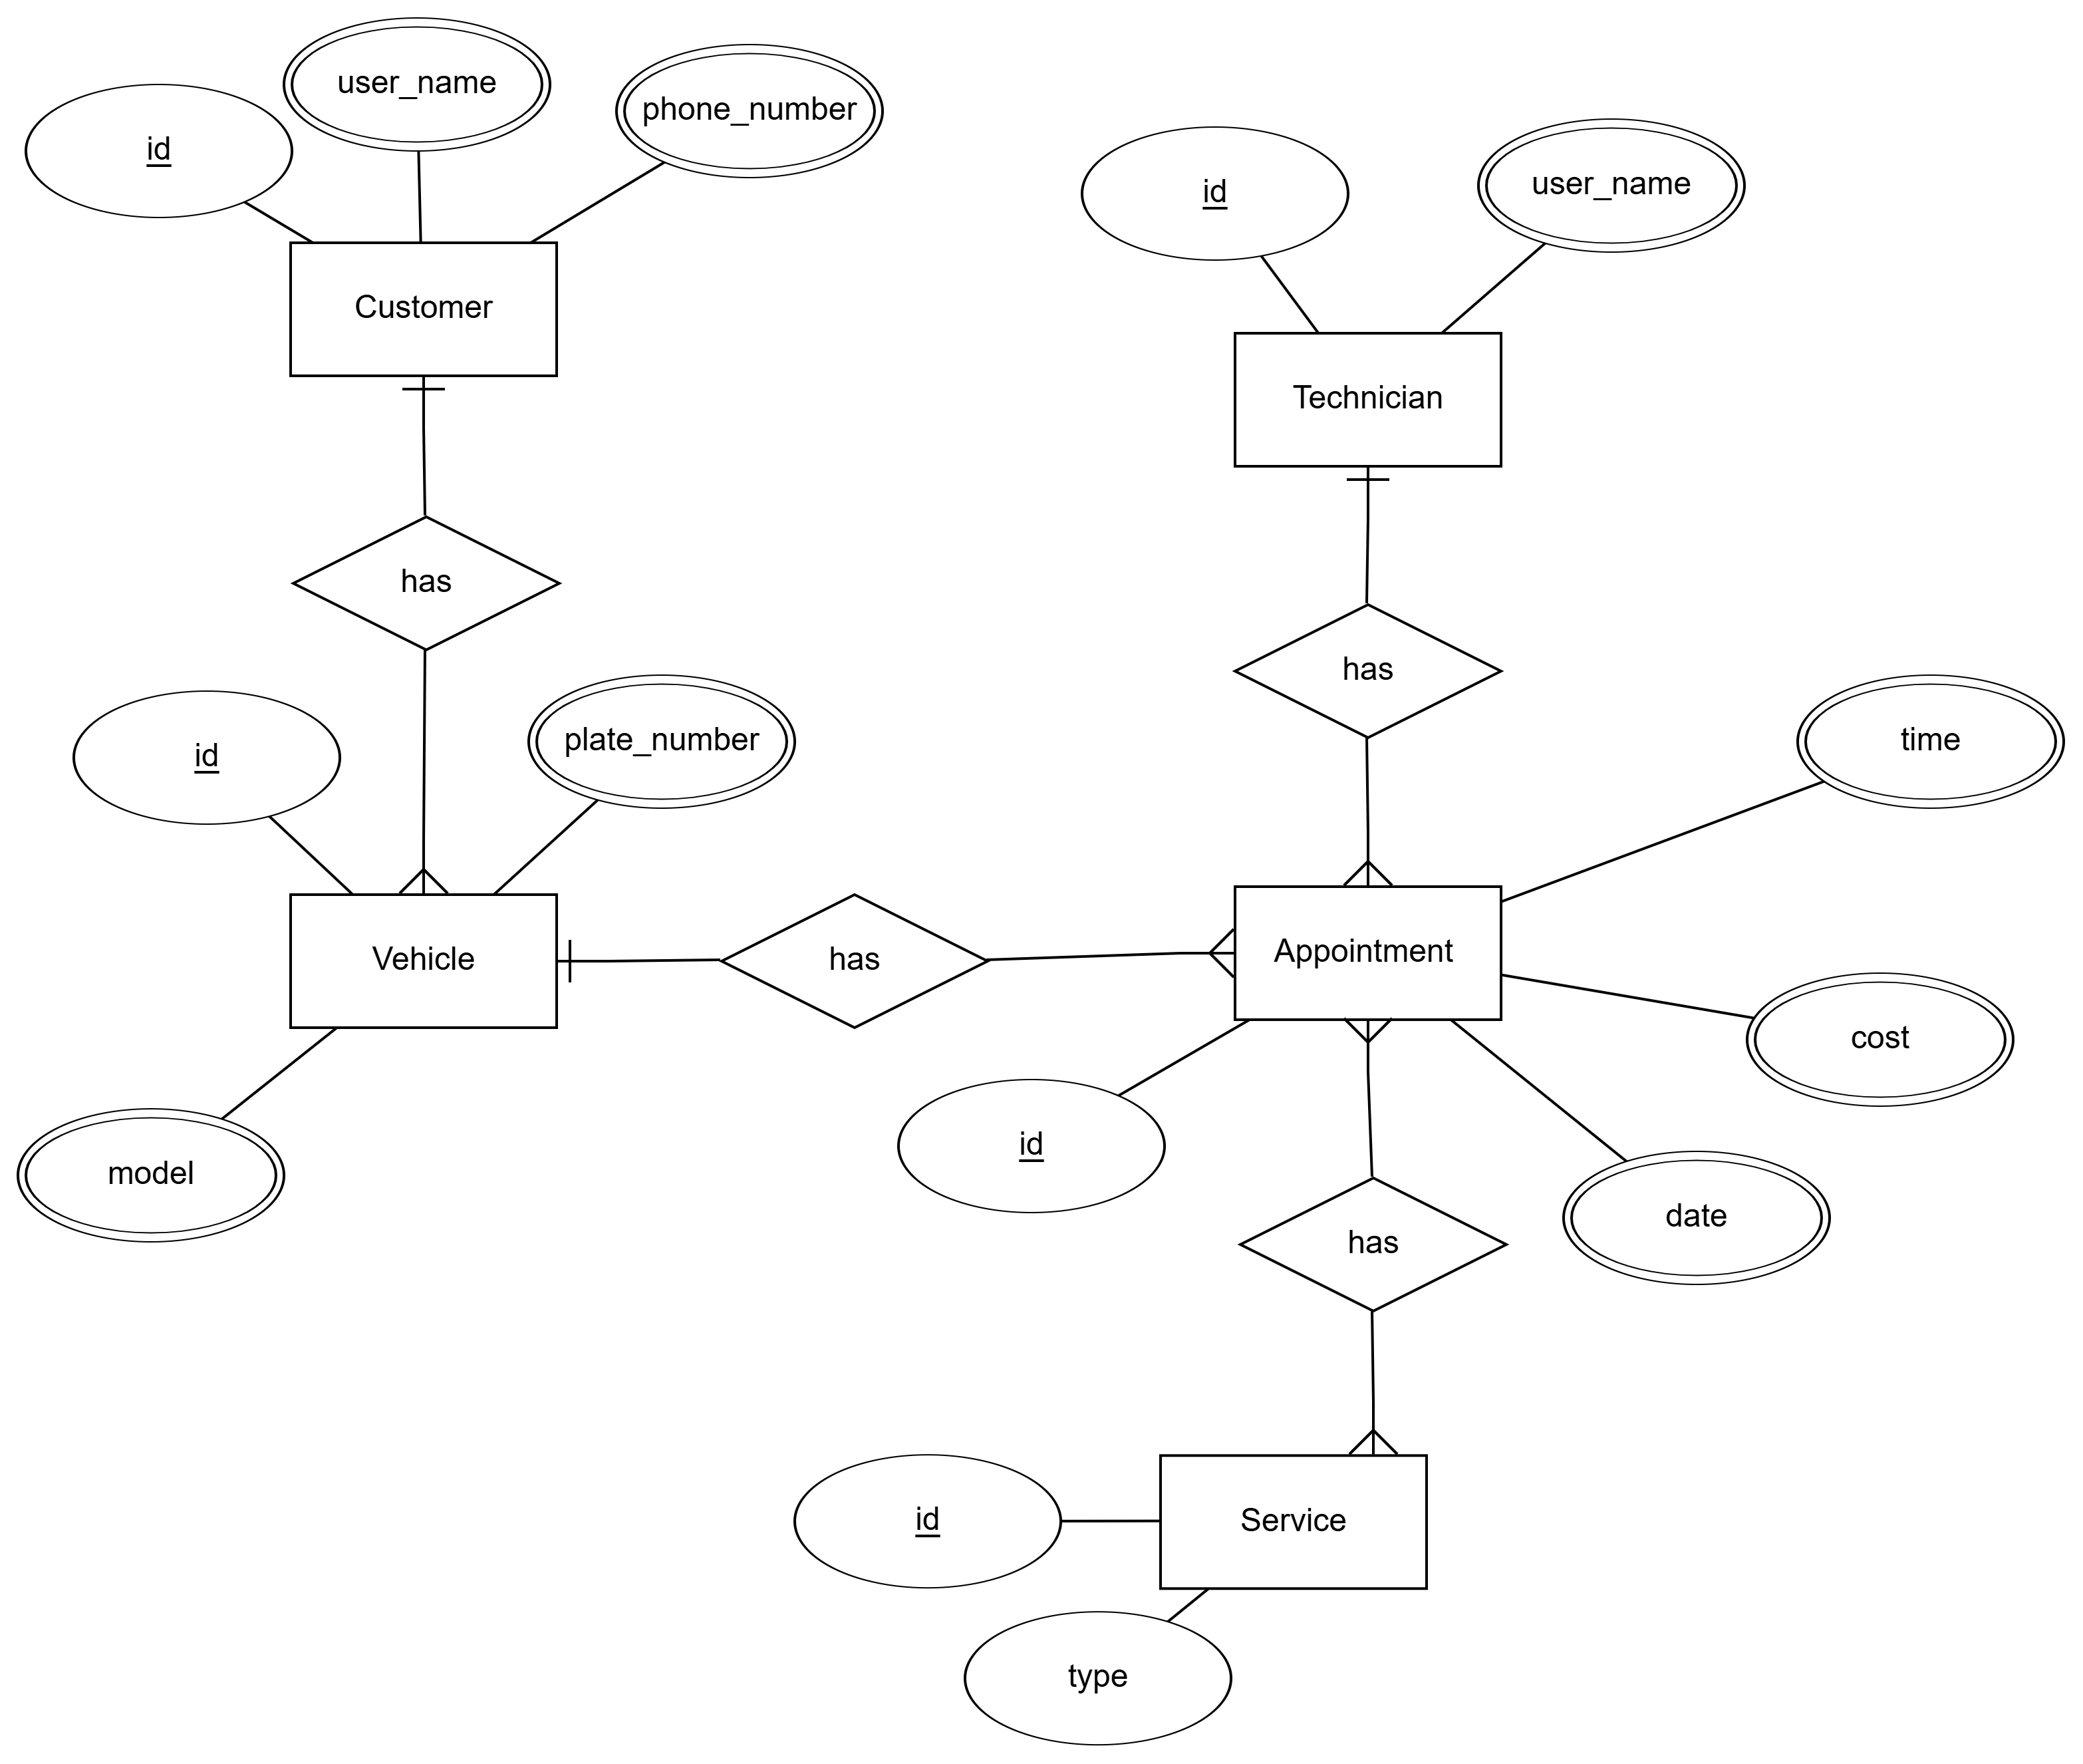 user_name
phone_number
id
id
user_name
Customer
Technician
has
has
id
plate_number
time
Vehicle
has
Appointment
cost
id
model
date
has
id
Service
type